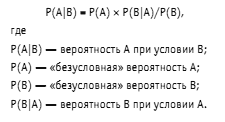 P(A|B) = P(A) × P(B|A)/P(B),
где
P(A|B) — вероятность А при условии В;
P(A) — «безусловная» вероятность А;
P(B) — «безусловная» вероятность В;
P(B|A) — вероятность В при условии А.